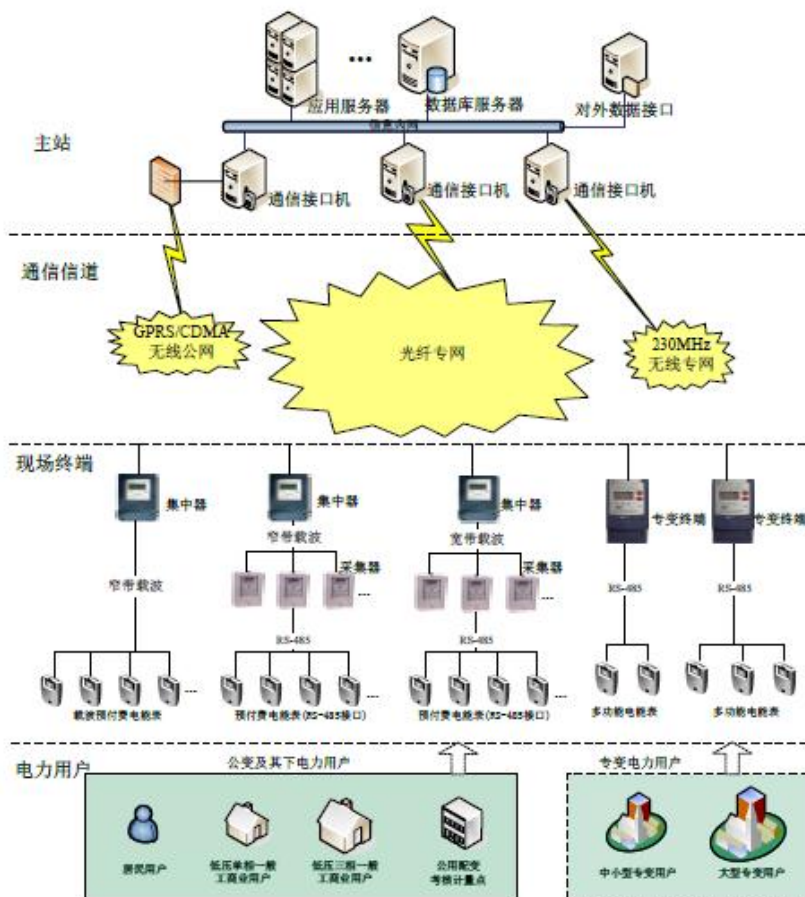 应用服务器
...
数据库服务器
对外数据接口
信息内网
主站
通信接口机
通信接口机
通信接口机
通信信道
GPRS/CDMA
无线公网
光纤专网
230MHz
无线专网
现场终端
集中器
集中器
集中器
专变终端
专变终端
窄带载波
宽带载波
采集器
采集器
窄带载波
...
...
RS-485
RS-485
RS-485
RS-485
...
...
...
载波预付费电能表
预付费电能表(RS-485接口)
预付费电能表(RS-485接口)
多功能电能表
多功能电能表
电力用户
公变及其下电力用户
专变电力用户
居民用户
低压单相一般
工商业用户
低压三相一般
工商业用户
公用配变
考核计量点
中小型专变用户
大型专变用户